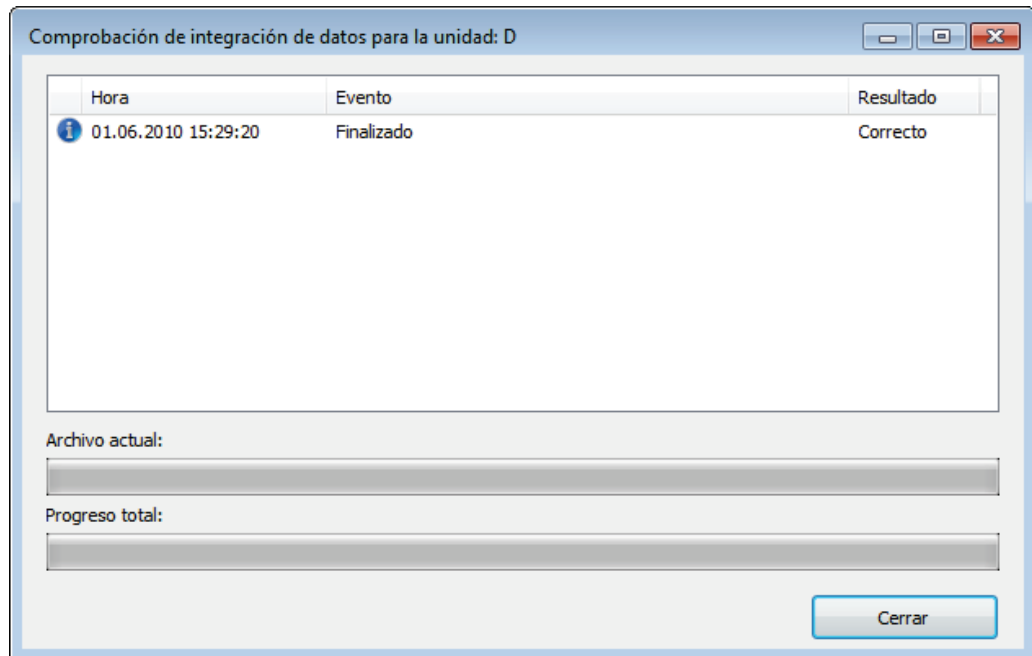 Comprobación de integración de datos para la unidad: D
Hora Evento Resultado
01.06.2010 15:29:20 Finalizado Correcto
Archivo actual:
Progreso total:
Cerrar